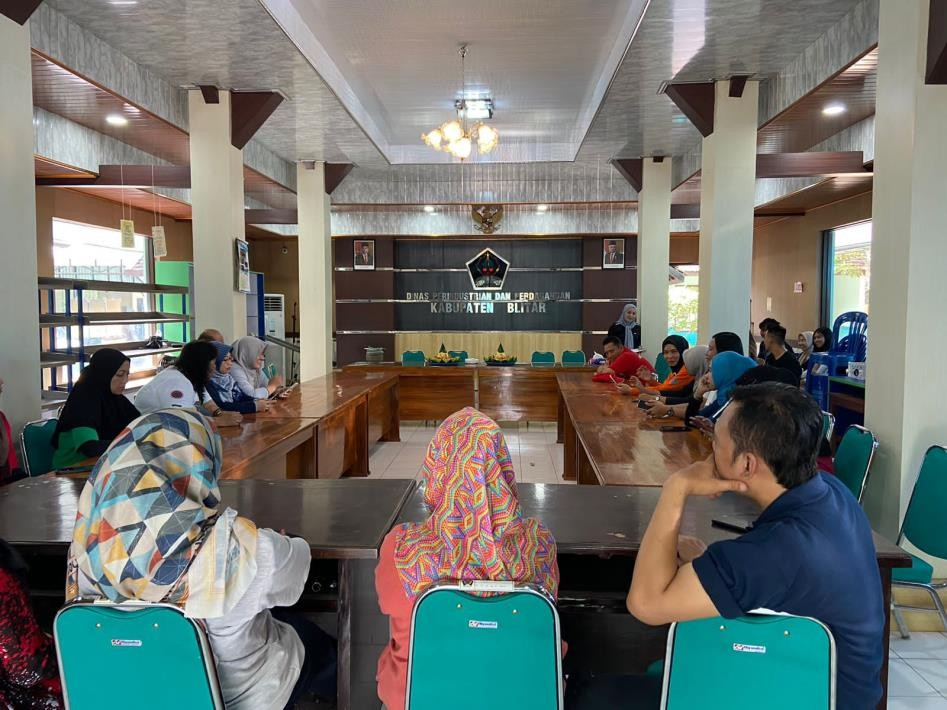 DINAS PERINDUSTRIAN DAN PERDAGANGAN
KABUPATEN BLITAR